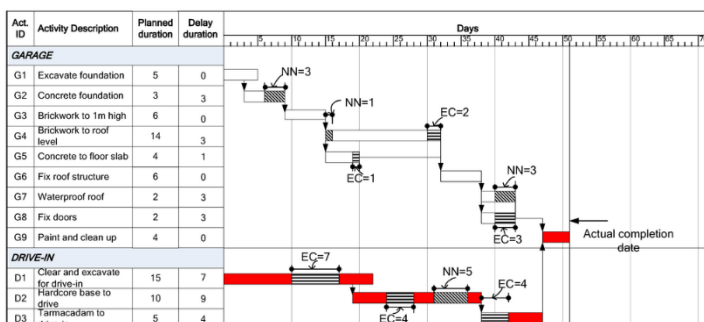 Act. ID Activity Description Planned duration Delay duration Days
5 10 15 20 25 30 35 40 45 50 55 60 65 70
GARAGE
G1 Excavate foundation 5 0
NN=3
G2 Concrete foundation 3 3
NN=1
G3 Brickwork to 1m high 6 0
EC=2
G4 Brickwork to roof level 14 3
G5 Concrete to floor slab 4 1
EC=1
G6 Fix roof structure 6 0
NN=3
G7 Waterproof roof 2 3
G8 Fix doors 2 3
EC=3
G9 Paint and clean up 4 0
Actual completion date
DRIVE-IN
EC=7
D1 Clear and excavate for drive-in 15 7
NN=5
D2 Hardcore base to drive 10 9
EC=4
EC=4
D3 Tarmacadam to 5 4